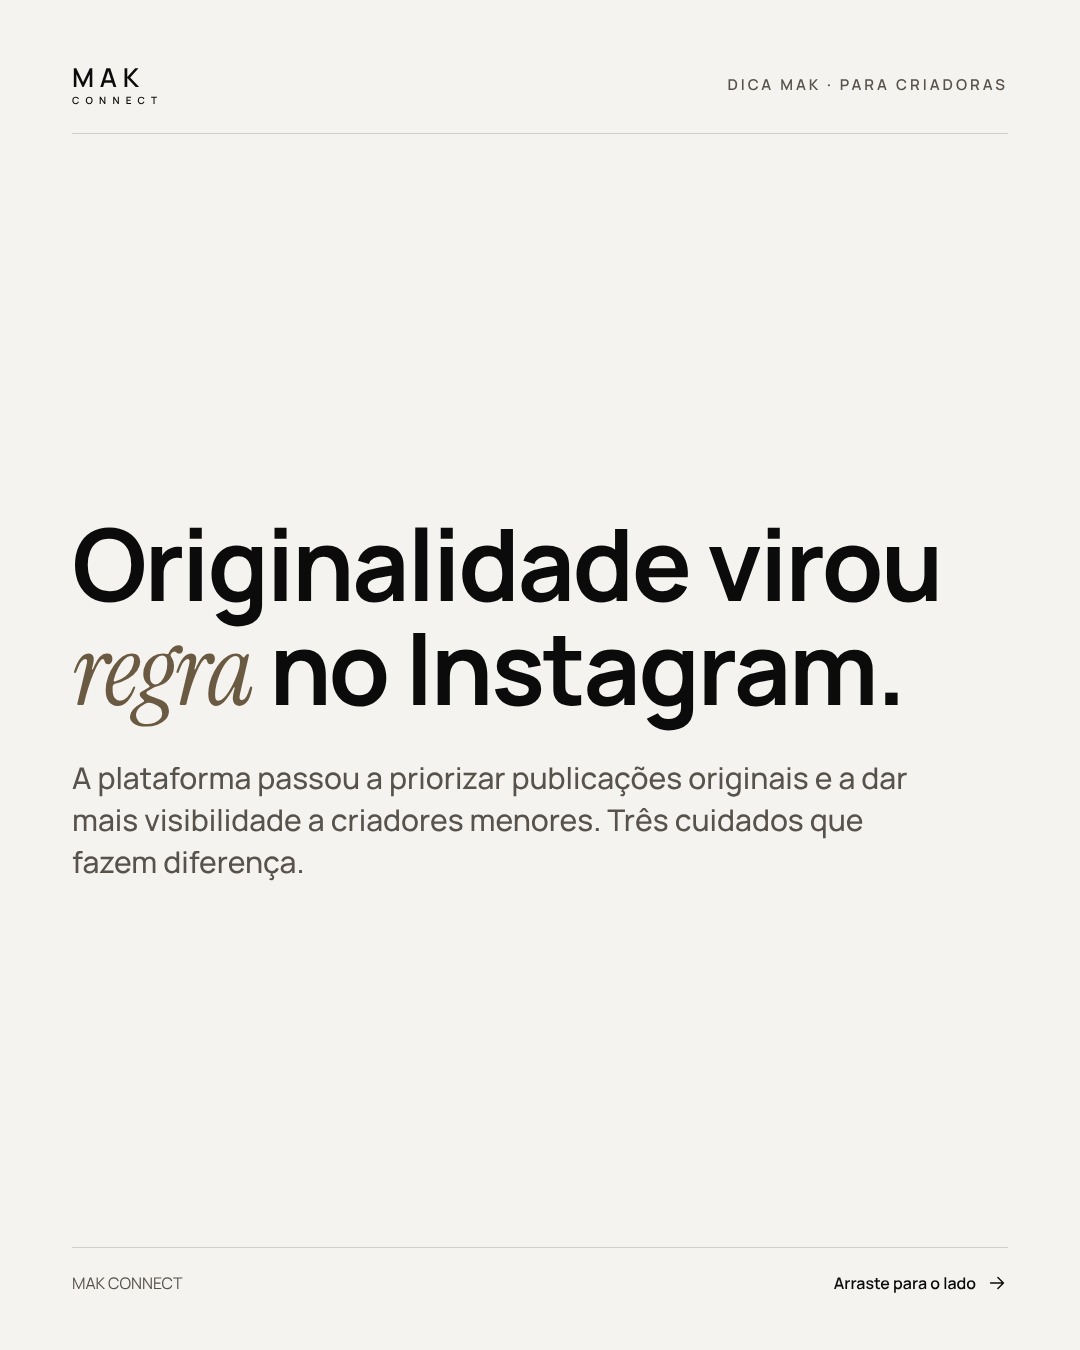 MAK
CONNECT
DICA MAK · PARA CRIADORAS
Originalidade virou
regra no Instagram.
A plataforma passou a priorizar publicações originais e a dar
mais visibilidade a criadores menores. Três cuidados que
fazem diferença.
MAK CONNECT
Arraste para o lado →